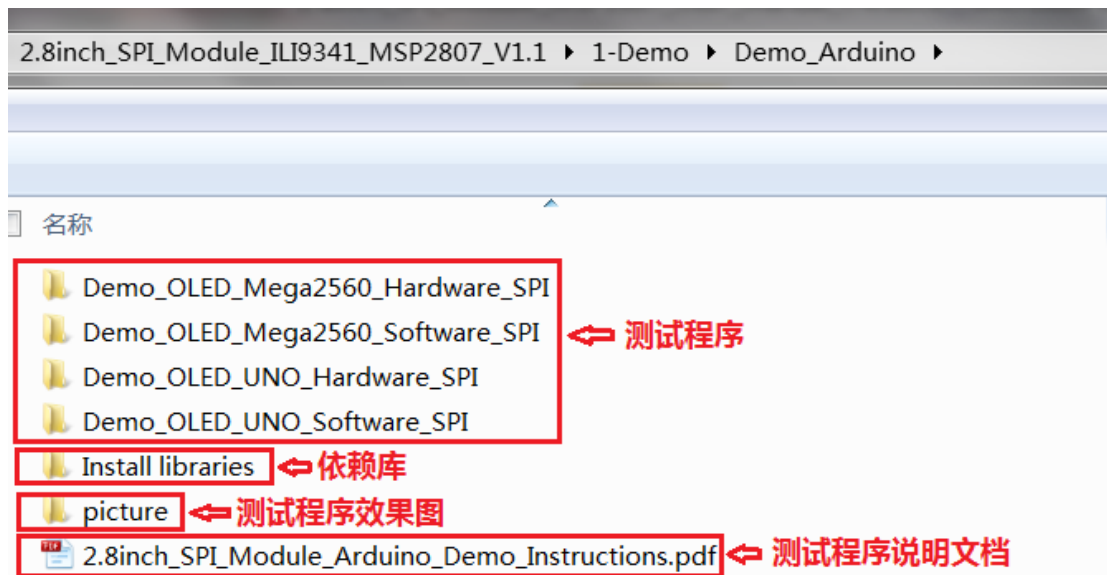 2.8inch_SPI_Module_ILI9341_MSP2807_V1.1 ▸ 1-Demo ▸ Demo_Arduino ▸
名称
Demo_OLED_Mega2560_Hardware_SPI
Demo_OLED_Mega2560_Software_SPI
测试程序
Demo_OLED_UNO_Hardware_SPI
Demo_OLED_UNO_Software_SPI
Install libraries 依赖库
picture 测试程序效果图
2.8inch_SPI_Module_Arduino_Demo_Instructions.pdf 测试程序说明文档